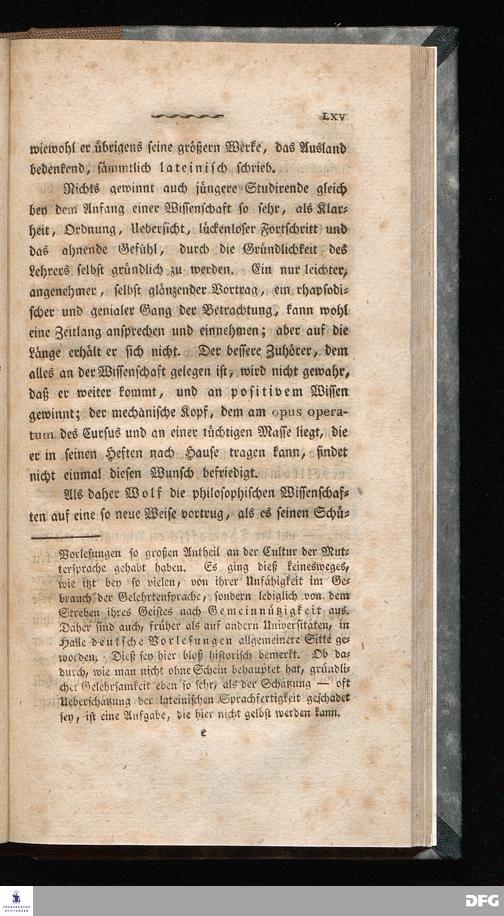 LXV
wiewohl er übrigens seine größern Werke, das Ausland
bedenkend, sämmtlich lateinisch schrieb.
Nichts gewinnt auch jüngere Studirende gleich
bey dem Anfang einer Wissenschaft so sehr, als Klar-
heit, Ordnung, Uebersicht, lückenloser Fortschritt und
das ahnende Gefühl, durch die Gründlichkeit des
Lehrers selbst gründlich zu werden. Ein nur leichter,
angenehmer, selbst glänzender Vortrag, ein rhapsodi-
scher und genialer Gang der Betrachtung, kann wohl
eine Zeitlang ansprechen und einnehmen; aber auf die
Länge erhält er sich nicht. Der bessere Zuhörer, dem
alles an der Wissenschaft gelegen ist, wird nicht gewahr,
daß er weiter kommt, und an positivem Wissen
gewinnt; der mechanische Kopf, dem am opus opera-
tum des Cursus und an einer tüchtigen Masse liegt, die
er in seinen Heften nach Hause tragen kann, findet
nicht einmal diesen Wunsch befriedigt.
Als daher Wolf die philosophischen Wissenschaf-
ten auf eine so neue Weise vortrug, als es seinen Schü-
Vorlesungen so großen Antheil an der Cultur der Mut-
tersprache gehabt haben. Es ging dieß keinesweges,
wie itzt bey so vielen, von ihrer Unfähigkeit im Ge-
brauch der Gelehrtensprache, sondern lediglich von dem
Streben ihres Geistes nach Gemeinnützigkeit aus.
Daher sind auch, früher als auf andern Universitäten, in
Halle deutsche Vorlesungen allgemeinere Sitte ge-
worden. Dieß sey hier bloß historisch bemerkt. Ob da-
durch, wie man nicht ohne Schein behauptet hat, gründli-
cher Gelehrsamkeit eben so sehr, als der Schätzung — oft
Ueberschätzung der lateinischen Sprachfertigkeit geschadet
sey, ist eine Aufgabe, die hier nicht gelöst werden kann.
e
DFG